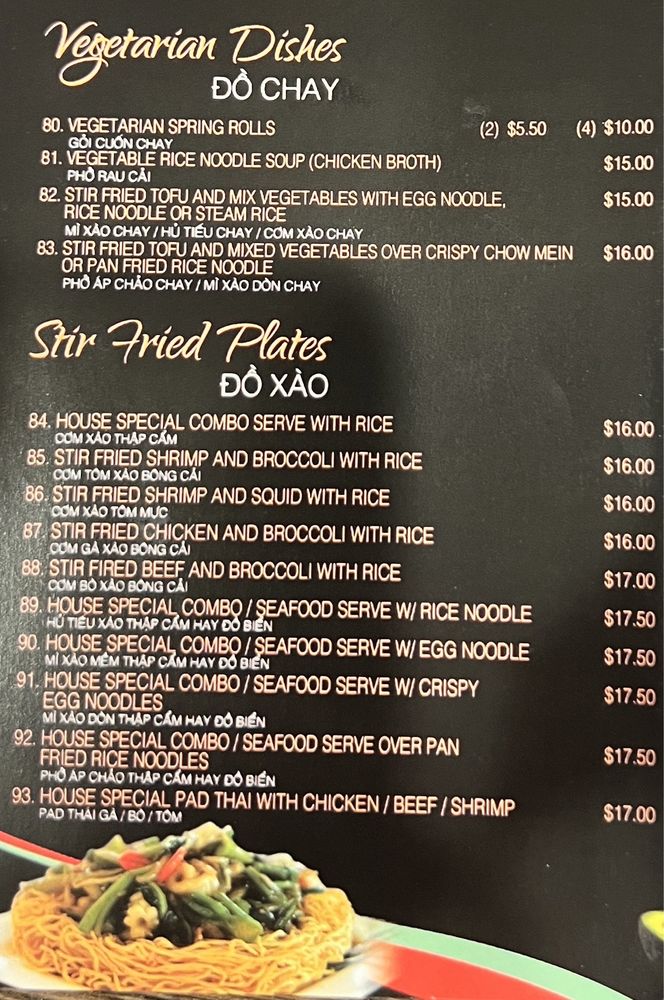 Vegetarian Dishes
ĐỒ CHAY
80. VEGETARIAN SPRING ROLLS (2) $5.50 (4) $10.00
GỎI CUỐN CHAY
81. VEGETABLE RICE NOODLE SOUP (CHICKEN BROTH) $15.00
PHỞ RAU CẢI
82. STIR FRIED TOFU AND MIX VEGETABLES WITH EGG NOODLE, $15.00
RICE NOODLE OR STEAM RICE
MÌ XÀO CHAY / HỦ TIẾU CHAY / CƠM XÀO CHAY
83. STIR FRIED TOFU AND MIXED VEGETABLES OVER CRISPY CHOW MEIN $16.00
OR PAN FRIED RICE NOODLE
PHỞ ÁP CHẢO CHAY / MÌ XÀO DÒN CHAY
Stir Fried Plates
ĐỒ XÀO
84. HOUSE SPECIAL COMBO SERVE WITH RICE $16.00
CƠM XÀO THẬP CẨM
85. STIR FRIED SHRIMP AND BROCCOLI WITH RICE $16.00
CƠM TÔM XÀO BÔNG CẢI
86. STIR FRIED SHRIMP AND SQUID WITH RICE $16.00
CƠM XÀO TÔM MỰC
87. STIR FRIED CHICKEN AND BROCCOLI WITH RICE $16.00
CƠM GÀ XÀO BÔNG CẢI
88. STIR FIRED BEEF AND BROCCOLI WITH RICE $17.00
CƠM BÒ XÀO BÔNG CẢI
89. HOUSE SPECIAL COMBO / SEAFOOD SERVE W/ RICE NOODLE $17.50
HỦ TIẾU XÀO THẬP CẨM HAY ĐỒ BIỂN
90. HOUSE SPECIAL COMBO / SEAFOOD SERVE W/ EGG NOODLE $17.50
MÌ XÀO MỀM THẬP CẨM HAY ĐỒ BIỂN
91. HOUSE SPECIAL COMBO / SEAFOOD SERVE W/ CRISPY $17.50
EGG NOODLES
MÌ XÀO DÒN THẬP CẨM HAY ĐỒ BIỂN
92. HOUSE SPECIAL COMBO / SEAFOOD SERVE OVER PAN $17.50
FRIED RICE NOODLES
PHỞ ÁP CHẢO THẬP CẨM HAY ĐỒ BIỂN
93. HOUSE SPECIAL PAD THAI WITH CHICKEN / BEEF / SHRIMP $17.00
PAD THÁI GÀ / BÒ / TÔM